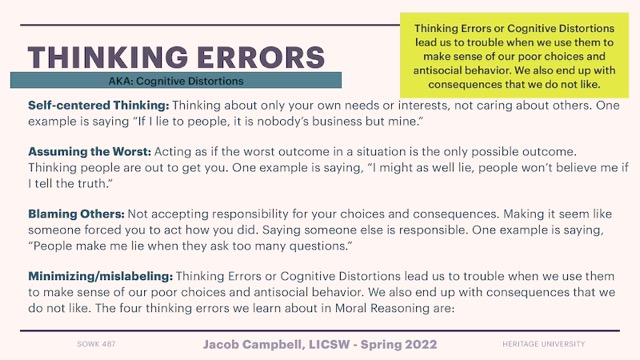 THINKING ERRORS
AKA: Cognitive Distortions
Thinking Errors or Cognitive Distortions
lead us to trouble when we use them to
make sense of our poor choices and
antisocial behavior. We also end up with
consequences that we do not like.
Self-centered Thinking: Thinking about only your own needs or interests, not caring about others. One
example is saying “If I lie to people, it is nobody’s business but mine.”
Assuming the Worst: Acting as if the worst outcome in a situation is the only possible outcome.
Thinking people are out to get you. One example is saying, “I might as well lie, people won’t believe me if
I tell the truth.”
Blaming Others: Not accepting responsibility for your choices and consequences. Making it seem like
someone forced you to act how you did. Saying someone else is responsible. One example is saying,
“People make me lie when they ask too many questions.”
Minimizing/mislabeling: Thinking Errors or Cognitive Distortions lead us to trouble when we use them
to make sense of our poor choices and antisocial behavior. We also end up with consequences that we
do not like. The four thinking errors we learn about in Moral Reasoning are:
SOWK 487
Jacob Campbell, LICSW - Spring 2022
HERITAGE UNIVERSITY